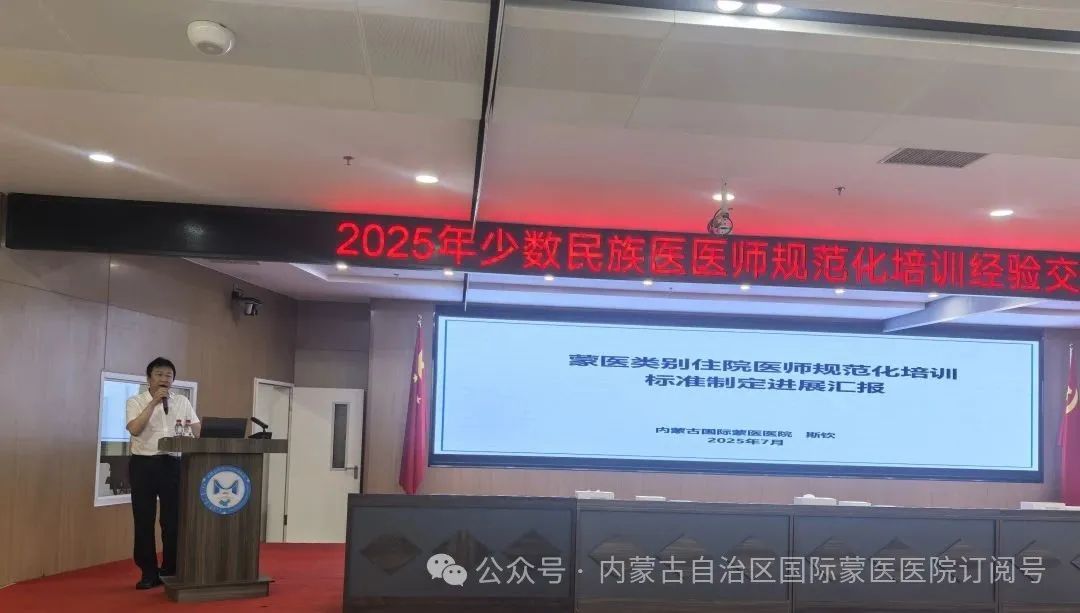 2025年少数民族医医师规范化培训经验交
蒙医类别住院医师规范化培训
标准制定进展汇报
内蒙古国际蒙医医院 斯钦
2025年7月
公众号·内蒙古自治区国际蒙医医院订阅号